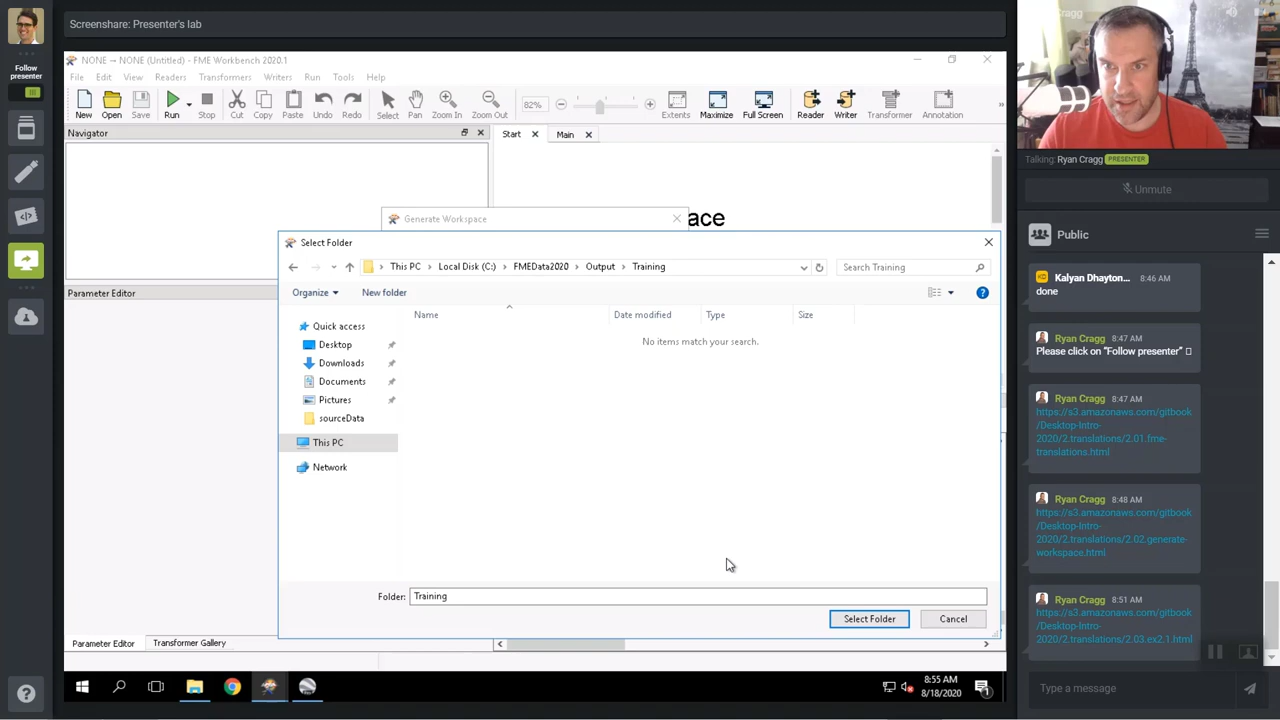 Screenshare: Presenter's lab
Follow
presenter
NONE → NONE (Untitled) - FME Workbench 2020.1
File Edit View Readers Transformers Writers Run Tools Help
New Open Save Run Stop Cut Copy Paste Undo Redo Select Pan Zoom In Zoom Out 82% Extents Maximize Full Screen Reader Writer Transformer Annotation
Navigator
Start Main
ace
Generate Workspace
Select Folder
This PC > Local Disk (C:) > FMEData2020 > Output > Training
Search Training
Organize New folder
Name Date modified Type Size
No items match your search.
Quick access
Desktop
Downloads
Documents
Pictures
sourceData
This PC
Network
Folder: Training
Select Folder Cancel
Parameter Editor
Parameter Editor Transformer Gallery
8:55 AM
8/18/2020
1
Cragg
Talking: Ryan Cragg PRESENTER
Unmute
Public
KD
Kalyan Dhayton... 8:46 AM
done
Ryan Cragg 8:47 AM
Please click on “Follow presenter”
Ryan Cragg 8:47 AM
https://s3.amazonaws.com/gitbook
/Desktop-Intro-
2020/2.translations/2.01.fme-
translations.html
Ryan Cragg 8:48 AM
https://s3.amazonaws.com/gitbook
/Desktop-Intro-
2020/2.translations/2.02.generate-
workspace.html
Ryan Cragg 8:51 AM
https://s3.amazonaws.com/gitbook
/Desktop-Intro-
2020/2.translations/2.03.ex2.1.html
Type a message